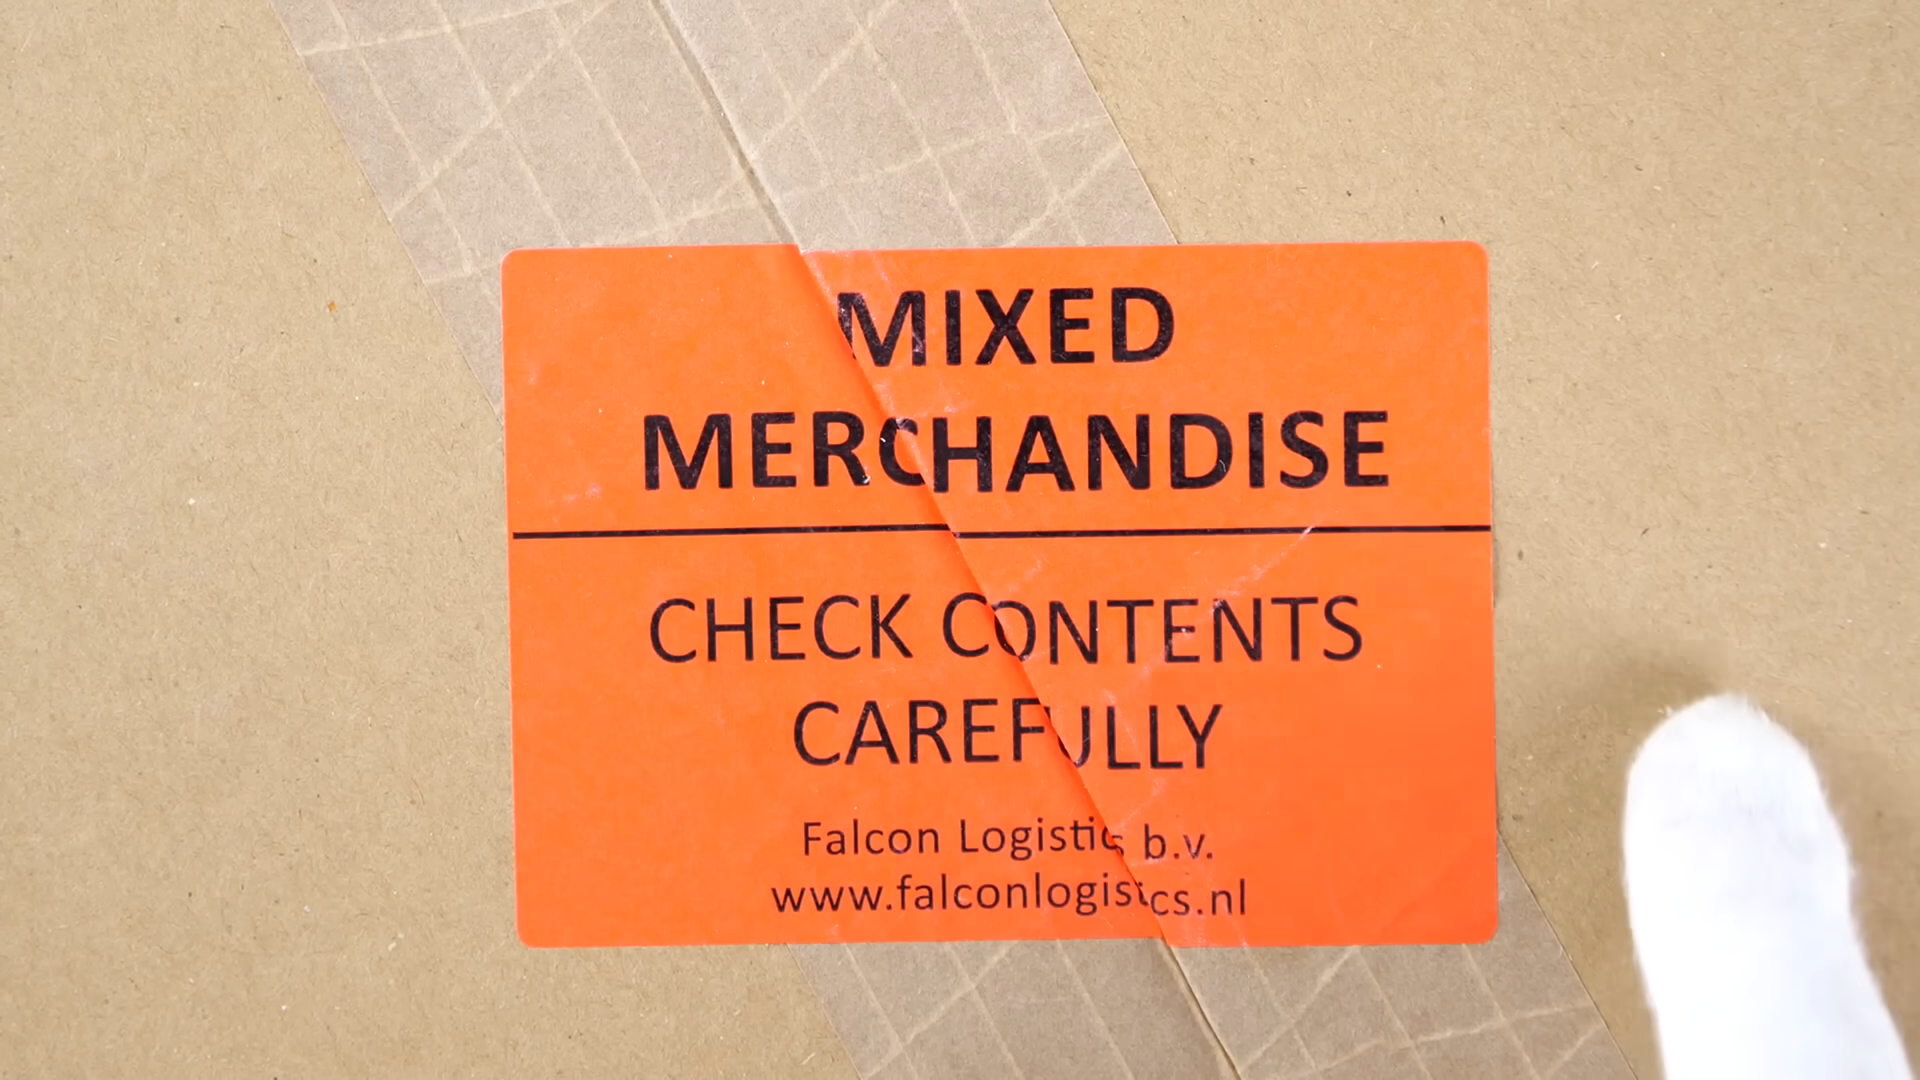 MIXED
MERCHANDISE
CHECK CONTENTS
CAREFULLY
Falcon Logistics b.v.
www.falconlogistics.nl